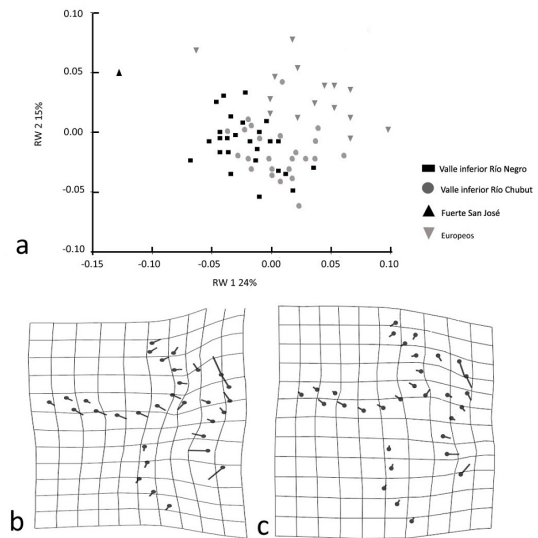 a
0.10
0.05
0.00
-0.05
-0.10
RW 2 15%
-0.15 -0.10 -0.05 0.00 0.05 0.10
RW 1 24%
Valle inferior Río Negro
Valle inferior Río Chubut
Fuerte San José
Europeos
b
c